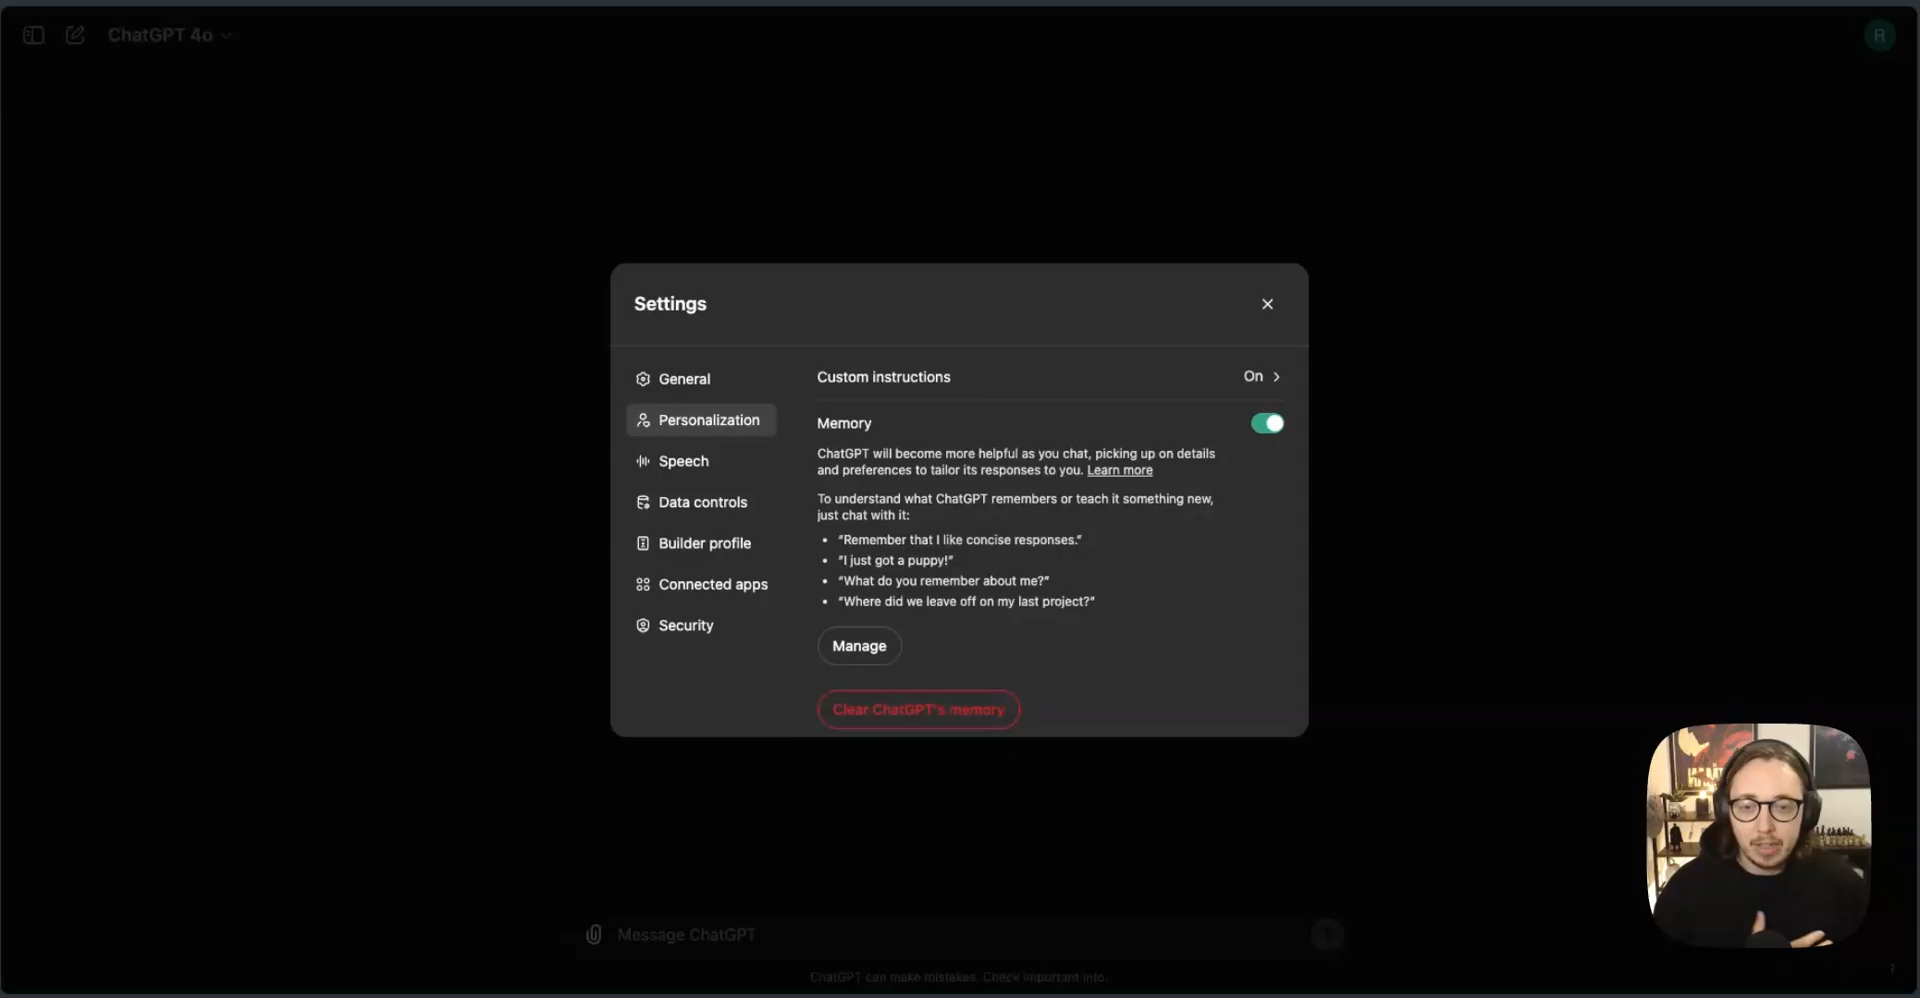 ChatGPT 4o
Settings
General
Personalization
Speech
Data controls
Builder profile
Connected apps
Security
Custom instructions
On
Memory
ChatGPT will become more helpful as you chat, picking up on details
and preferences to tailor its responses to you. Learn more
To understand what ChatGPT remembers or teach it something new,
just chat with it:
• "Remember that I like concise responses."
• "I just got a puppy!"
• "What do you remember about me?"
• "Where did we leave off on my last project?"
Manage
Clear ChatGPT's memory
Message ChatGPT
ChatGPT can make mistakes. Check important info.
?